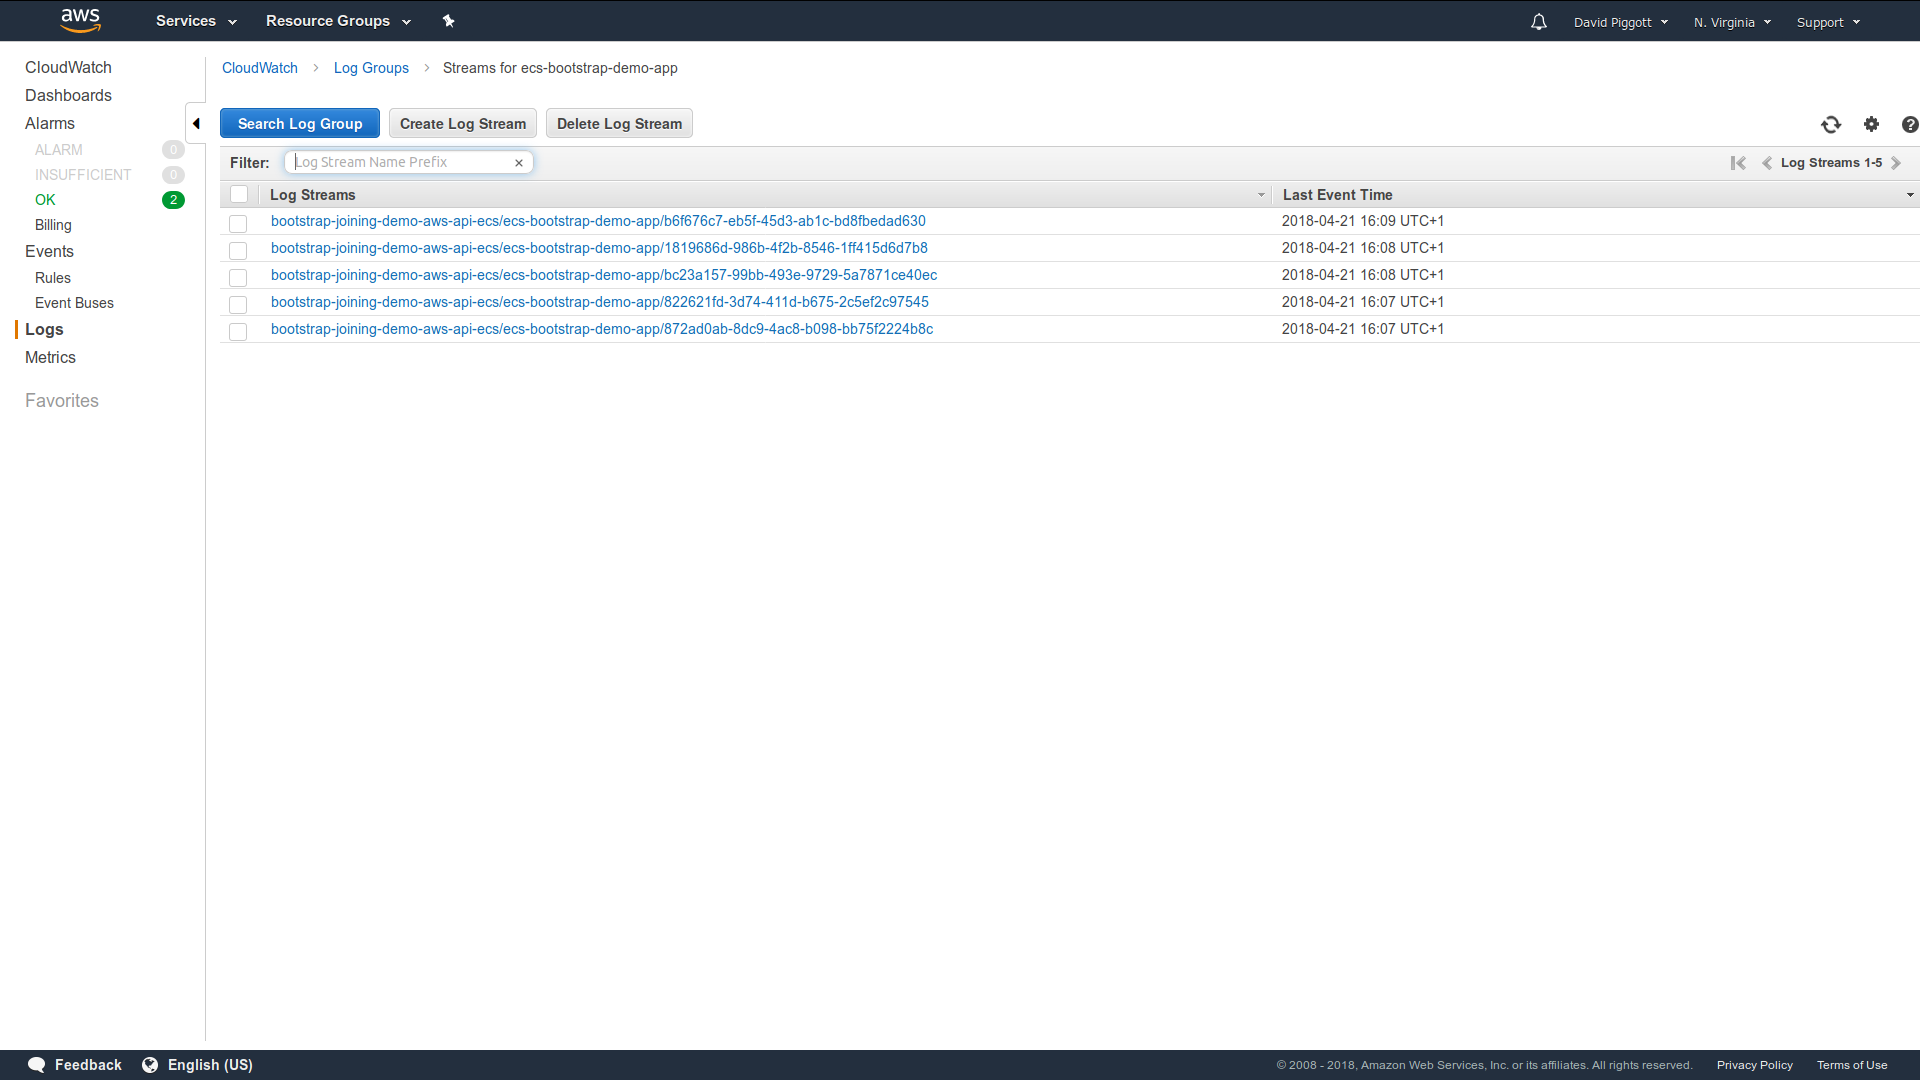 aws Services Resource Groups David Piggott N. Virginia Support
CloudWatch
Dashboards
Alarms
ALARM 0
INSUFFICIENT 0
OK 2
Billing
Events
Rules
Event Buses
Logs
Metrics
Favorites
CloudWatch Log Groups Streams for ecs-bootstrap-demo-app
Search Log Group Create Log Stream Delete Log Stream
Filter: Log Stream Name Prefix Log Streams 1-5
Log Streams Last Event Time
bootstrap-joining-demo-aws-api-ecs/ecs-bootstrap-demo-app/b6f676c7-eb5f-45d3-ab1c-bd8fbedad630 2018-04-21 16:09 UTC+1
bootstrap-joining-demo-aws-api-ecs/ecs-bootstrap-demo-app/1819686d-986b-4f2b-8546-1ff415d6d7b8 2018-04-21 16:08 UTC+1
bootstrap-joining-demo-aws-api-ecs/ecs-bootstrap-demo-app/bc23a157-99bb-493e-9729-5a7871ce40ec 2018-04-21 16:08 UTC+1
bootstrap-joining-demo-aws-api-ecs/ecs-bootstrap-demo-app/822621fd-3d74-411d-b675-2c5ef2c97545 2018-04-21 16:07 UTC+1
bootstrap-joining-demo-aws-api-ecs/ecs-bootstrap-demo-app/872ad0ab-8dc9-4ac8-b098-bb75f2224b8c 2018-04-21 16:07 UTC+1
Feedback English (US) © 2008 - 2018, Amazon Web Services, Inc. or its affiliates. All rights reserved. Privacy Policy Terms of Use